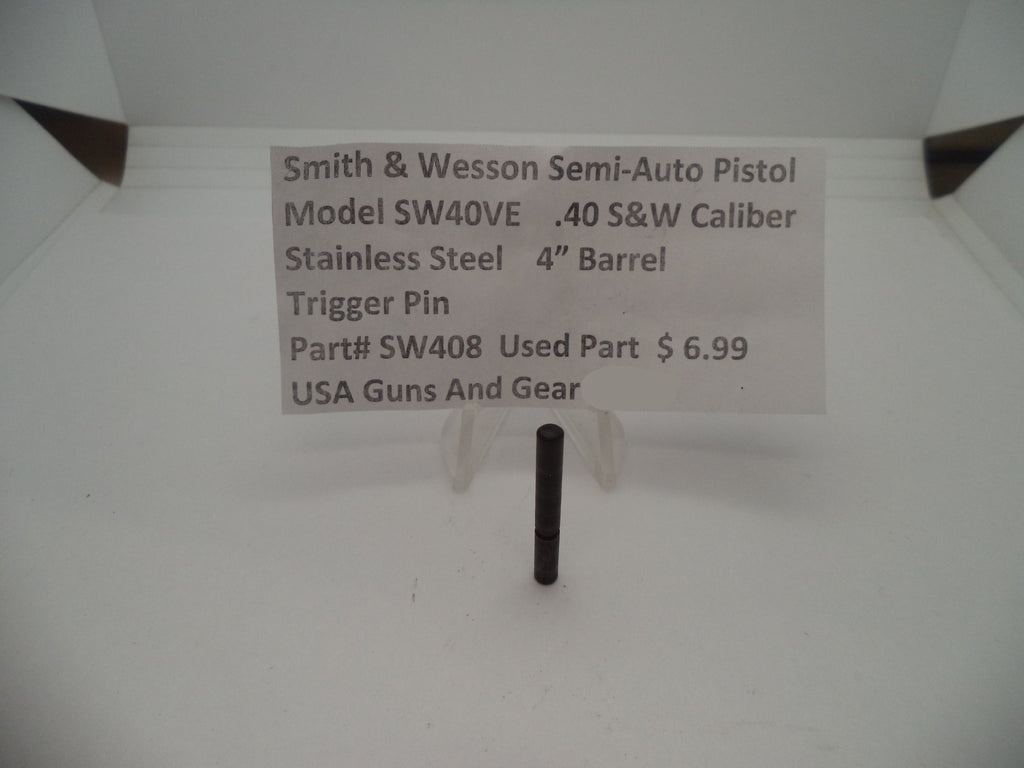 Smith & Wesson Semi-Auto Pistol
Model SW40VE .40 S&W Caliber
Stainless Steel 4” Barrel
Trigger Pin
Part# SW408 Used Part $ 6.99
USA Guns And Gear